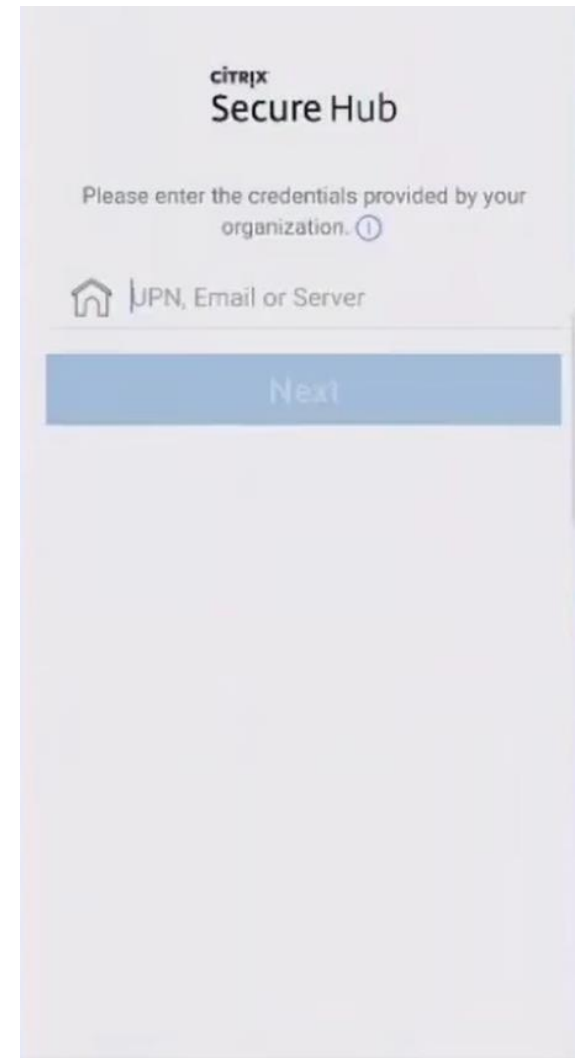 citrix
Secure Hub
Please enter the credentials provided by your
organization.
UPN, Email or Server
Next